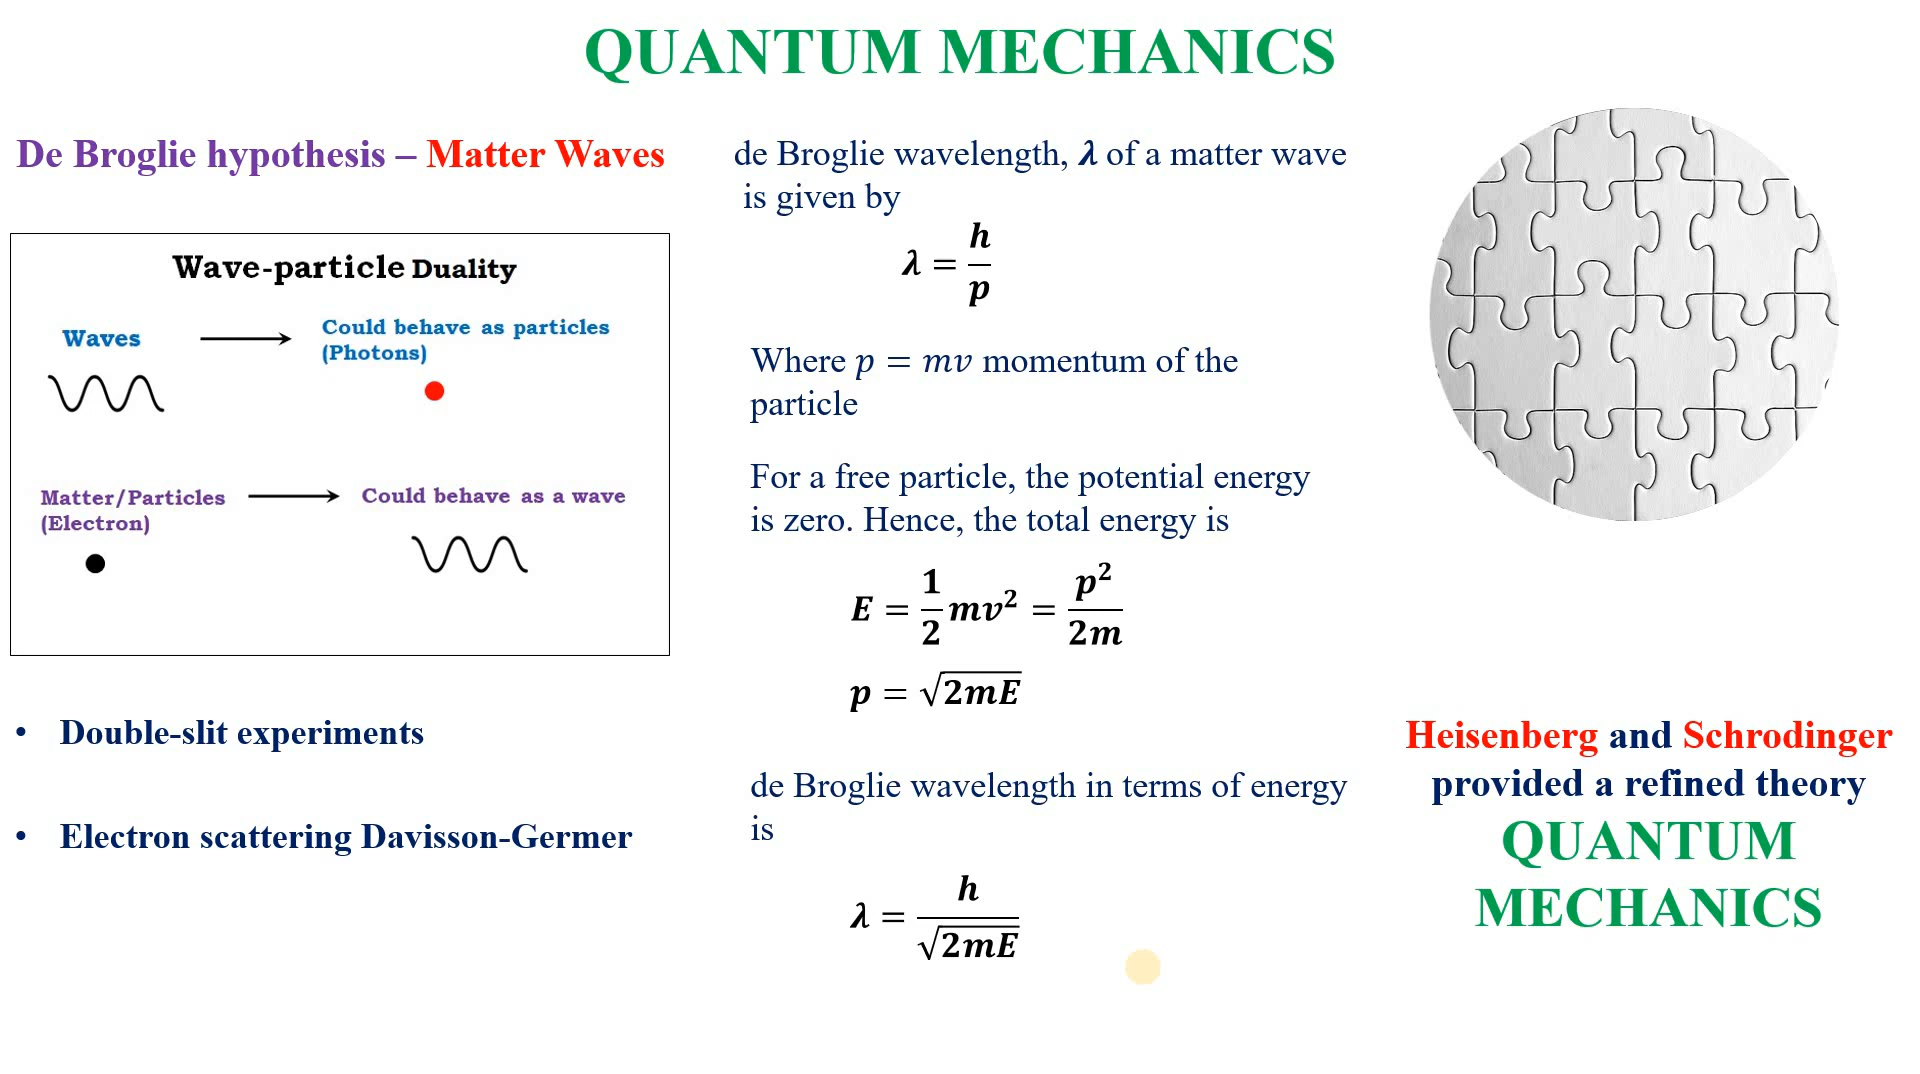 QUANTUM MECHANICS
De Broglie hypothesis – Matter Waves
Wave-particle Duality
Waves
Could behave as particles
(Photons)
Matter/Particles
(Electron)
Could behave as a wave
• Double-slit experiments
• Electron scattering Davisson-Germer
de Broglie wavelength, λ of a matter wave
is given by
λ = h/p
Where p = mv momentum of the
particle
For a free particle, the potential energy
is zero. Hence, the total energy is
E = 1/2 mv² = p²/2m
p = √2mE
de Broglie wavelength in terms of energy
is
λ = h/√2mE
Heisenberg and Schrodinger
provided a refined theory
QUANTUM
MECHANICS